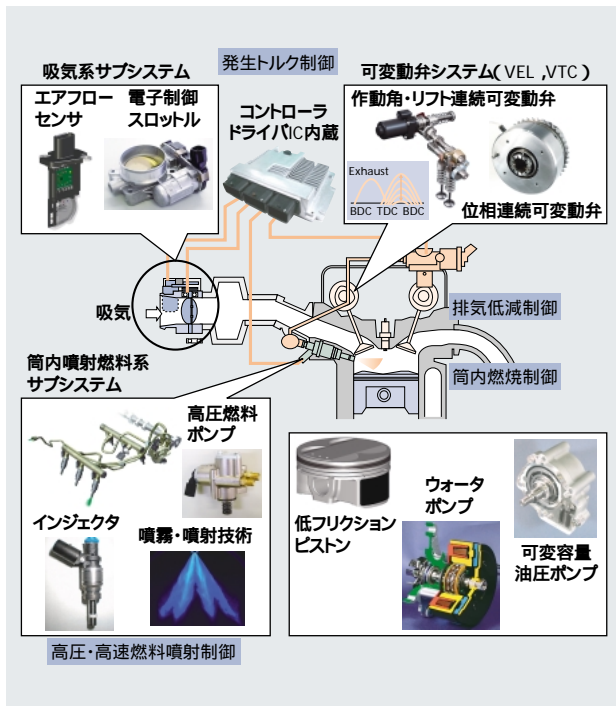 発生トルク制御
吸気系サブシステム
エアフロー
センサ
電子制御
スロットル
コントローラ
ドライバIC内蔵
可変動弁システム(VEL,VTC)
作動角・リフト連続可変動弁
Exhaust
BDC TDC BDC
位相連続可変動弁
吸気
排気低減制御
筒内燃焼制御
筒内噴射燃料系
サブシステム
高圧燃料
ポンプ
インジェクタ
噴霧・噴射技術
高圧・高速燃料噴射制御
低フリクション
ピストン
ウォータ
ポンプ
可変容量
油圧ポンプ